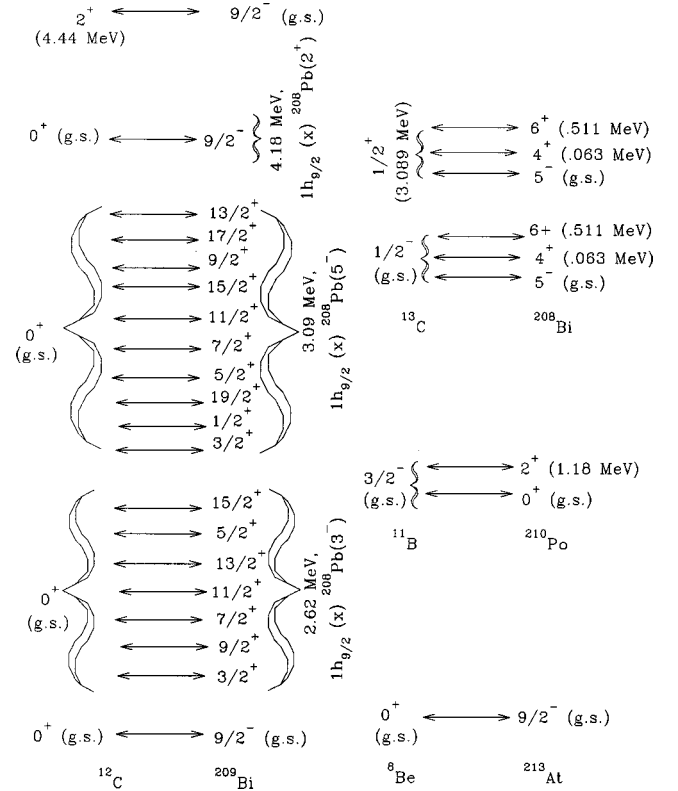 2⁺ 9/2⁻ (g.s.)
(4.44 MeV)
0⁺ (g.s.) 9/2⁻
4.18 MeV,
1h₉/₂ (x) ²⁰⁸Pb(2⁺)
13/2⁺
17/2⁺
9/2⁺
15/2⁺
11/2⁺
7/2⁺
5/2⁺
19/2⁺
1/2⁺
3/2⁺
0⁺
(g.s.)
3.09 MeV,
1h₉/₂ (x) ²⁰⁸Pb(5⁻)
15/2⁺
5/2⁺
13/2⁺
11/2⁺
7/2⁺
9/2⁺
3/2⁺
0⁺
(g.s.)
2.62 MeV,
1h₉/₂ (x) ²⁰⁸Pb(3⁻)
0⁺ (g.s.) 9/2⁻ (g.s.)
¹²C ²⁰⁹Bi
1/2⁺
(3.089 MeV)
6⁺ (.511 MeV)
4⁺ (.063 MeV)
5⁻ (g.s.)
1/2⁻
(g.s.)
6+ (.511 MeV)
4⁺ (.063 MeV)
5⁻ (g.s.)
¹³C ²⁰⁸Bi
3/2⁻
(g.s.)
2⁺ (1.18 MeV)
0⁺ (g.s.)
¹¹B ²¹⁰Po
0⁺ 9/2⁻ (g.s.)
(g.s.)
⁸Be ²¹³At